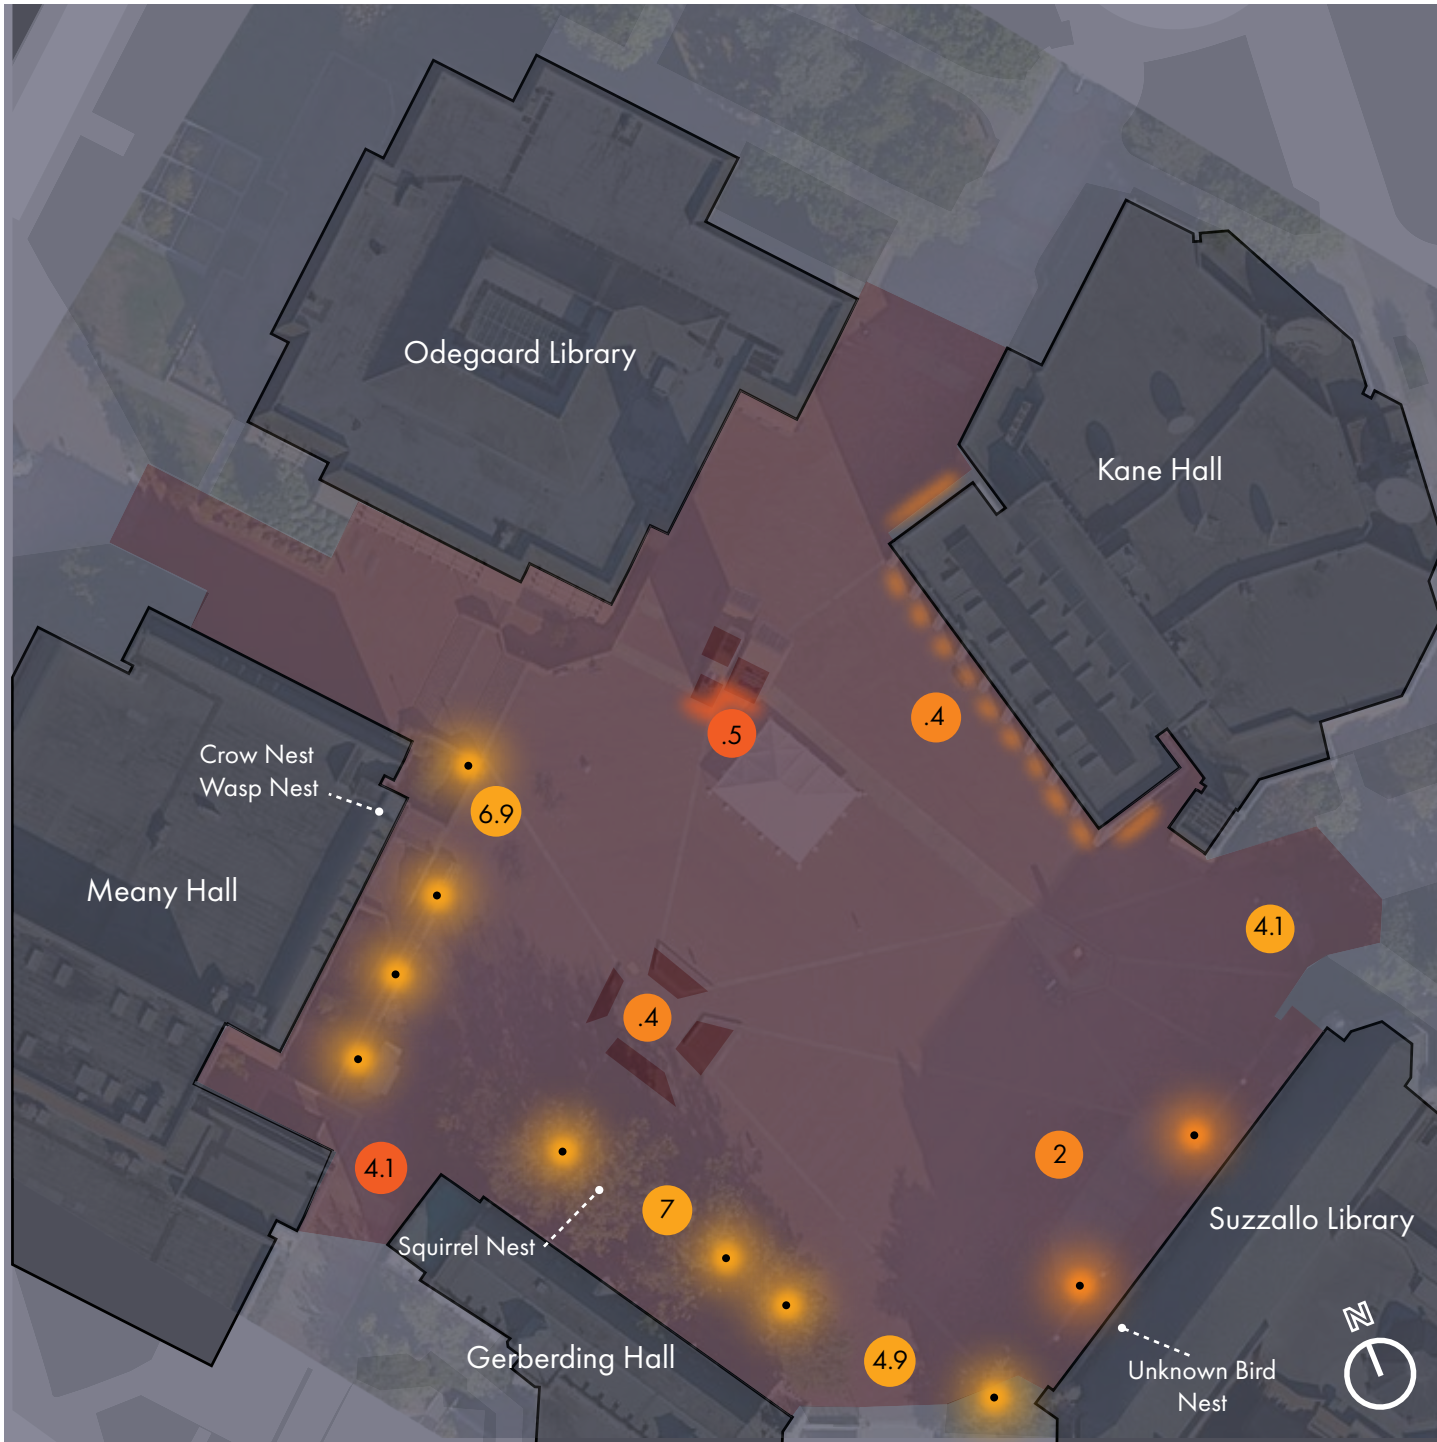 Odegaard Library
Kane Hall
.4
.5
Crow Nest
Wasp Nest
6.9
Meany Hall
4.1
.4
2
4.1
7
Suzzallo Library
Squirrel Nest
Gerberding Hall
4.9
N
Unknown Bird
Nest